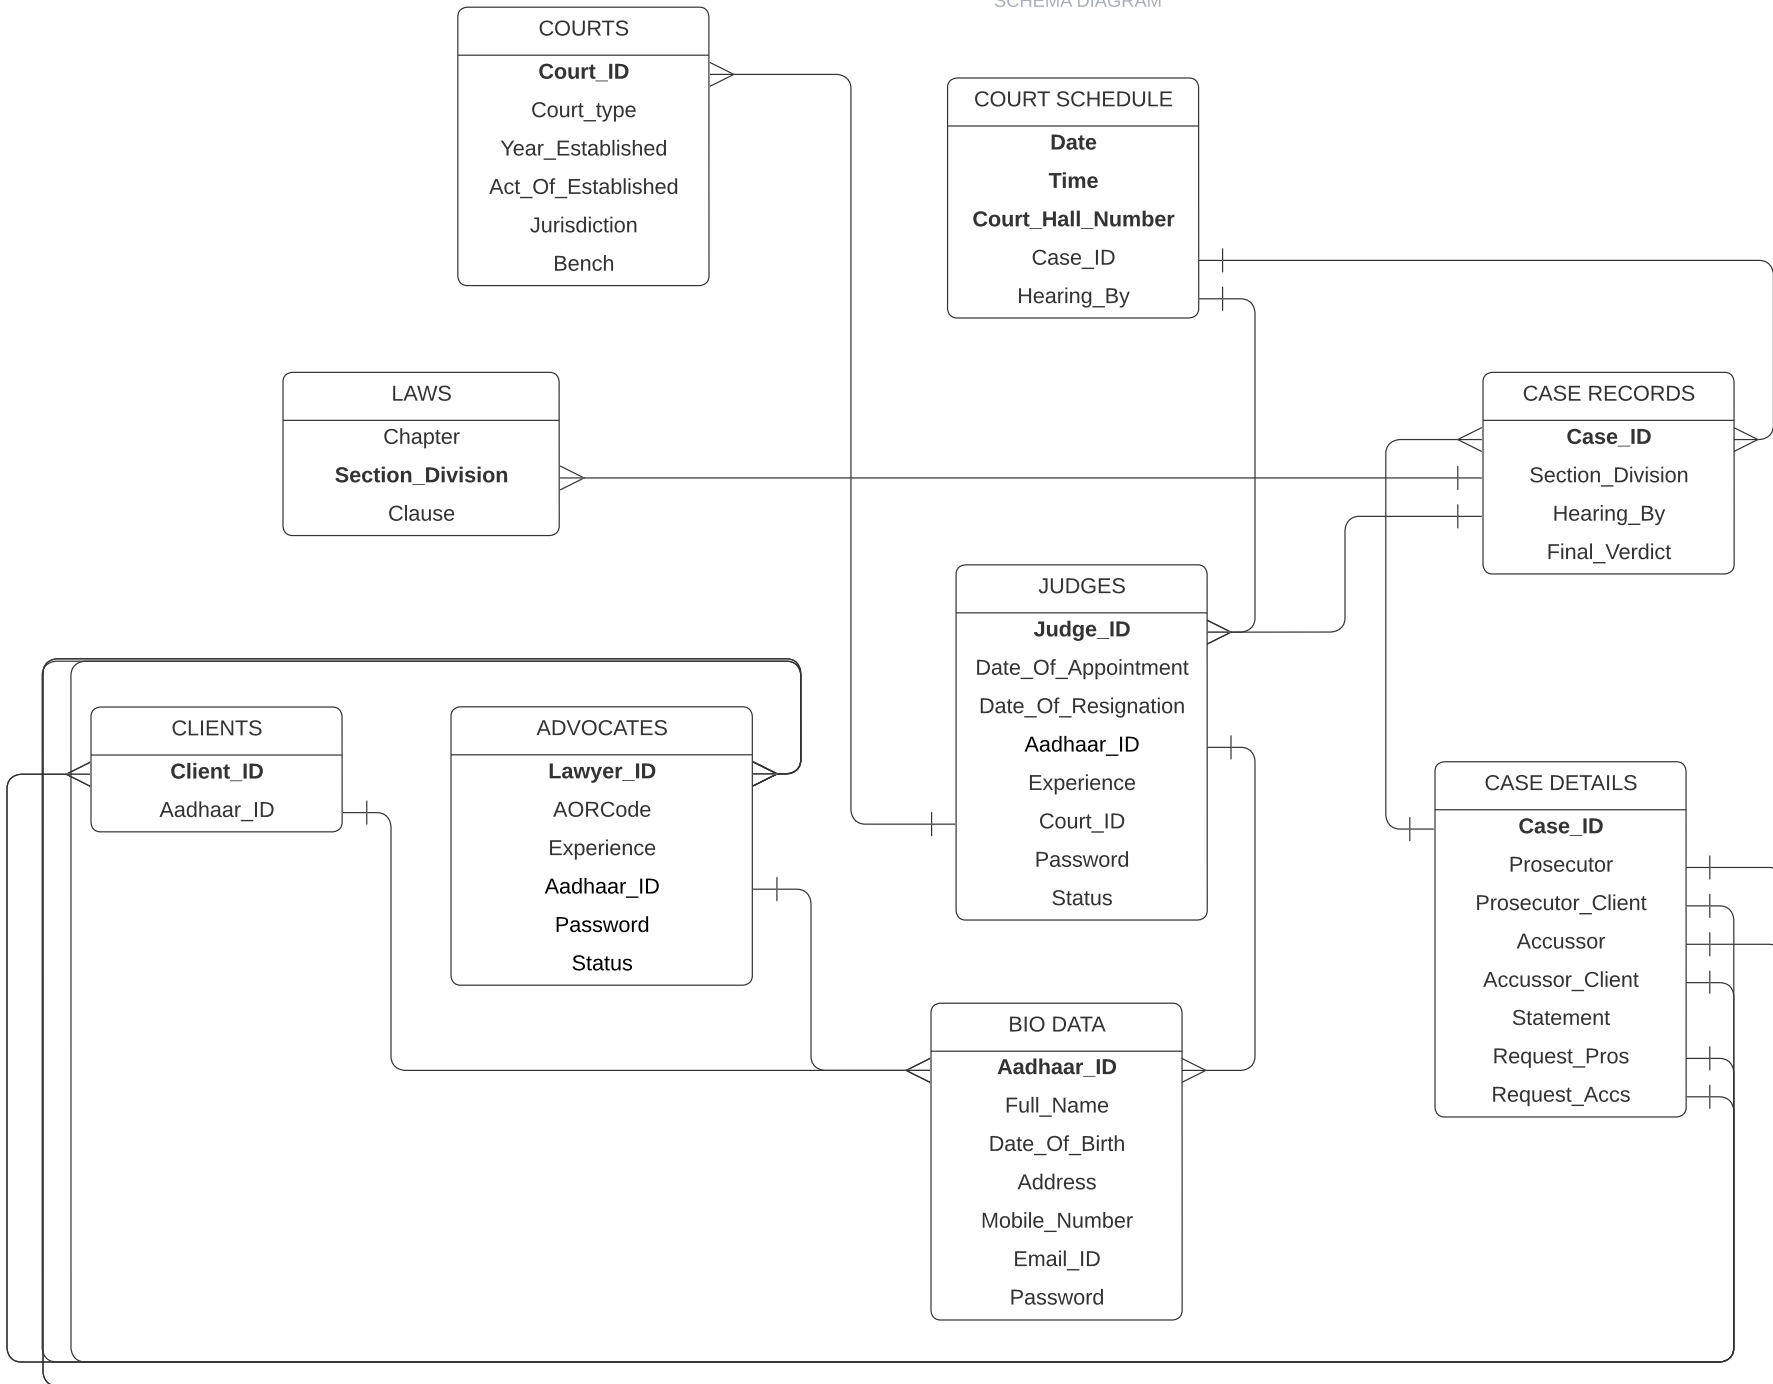 SCHEMA DIAGRAM
COURTS
Court_ID
Court_type
Year_Established
Act_Of_Established
Jurisdiction
Bench
COURT SCHEDULE
Date
Time
Court_Hall_Number
Case_ID
Hearing_By
LAWS
Chapter
Section_Division
Clause
CASE RECORDS
Case_ID
Section_Division
Hearing_By
Final_Verdict
JUDGES
Judge_ID
Date_Of_Appointment
Date_Of_Resignation
Aadhaar_ID
Experience
Court_ID
Password
Status
CLIENTS
Client_ID
Aadhaar_ID
ADVOCATES
Lawyer_ID
AORCode
Experience
Aadhaar_ID
Password
Status
CASE DETAILS
Case_ID
Prosecutor
Prosecutor_Client
Accussor
Accussor_Client
Statement
Request_Pros
Request_Accs
BIO DATA
Aadhaar_ID
Full_Name
Date_Of_Birth
Address
Mobile_Number
Email_ID
Password